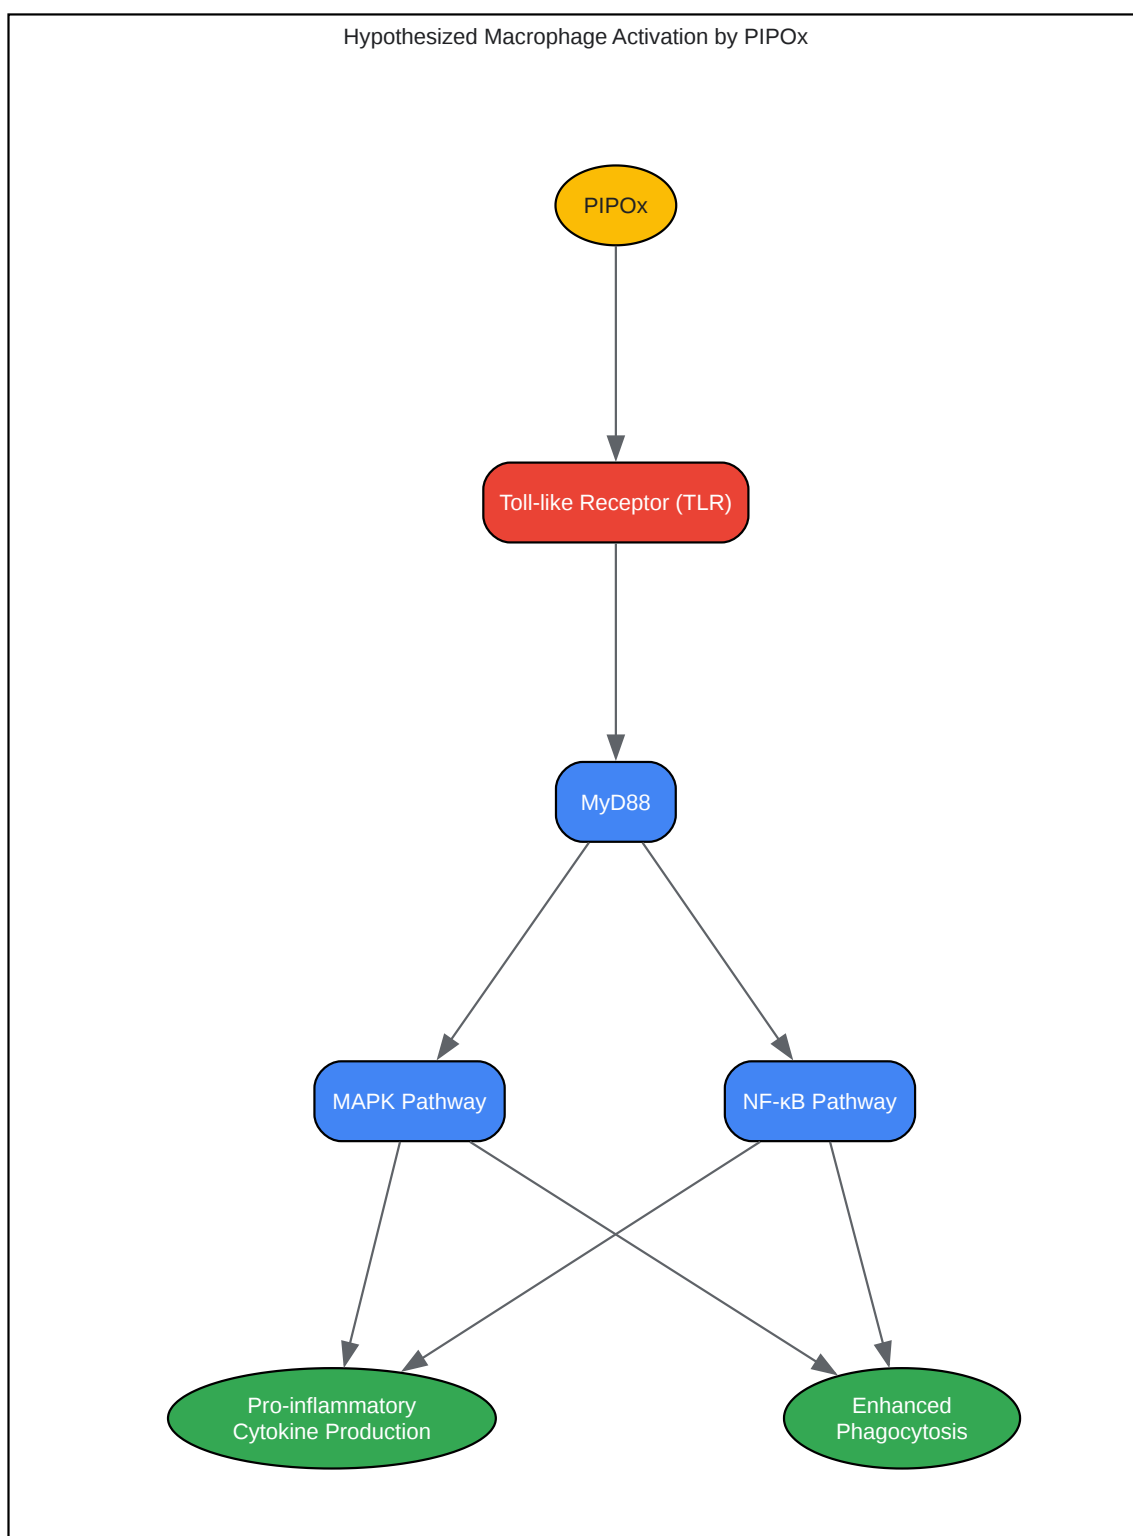 Hypothesized Macrophage Activation by PIPOx
PIPOx
Toll-like Receptor (TLR)
MyD88
MAPK Pathway
NF-κB Pathway
Pro-inflammatory
Cytokine Production
Enhanced
Phagocytosis